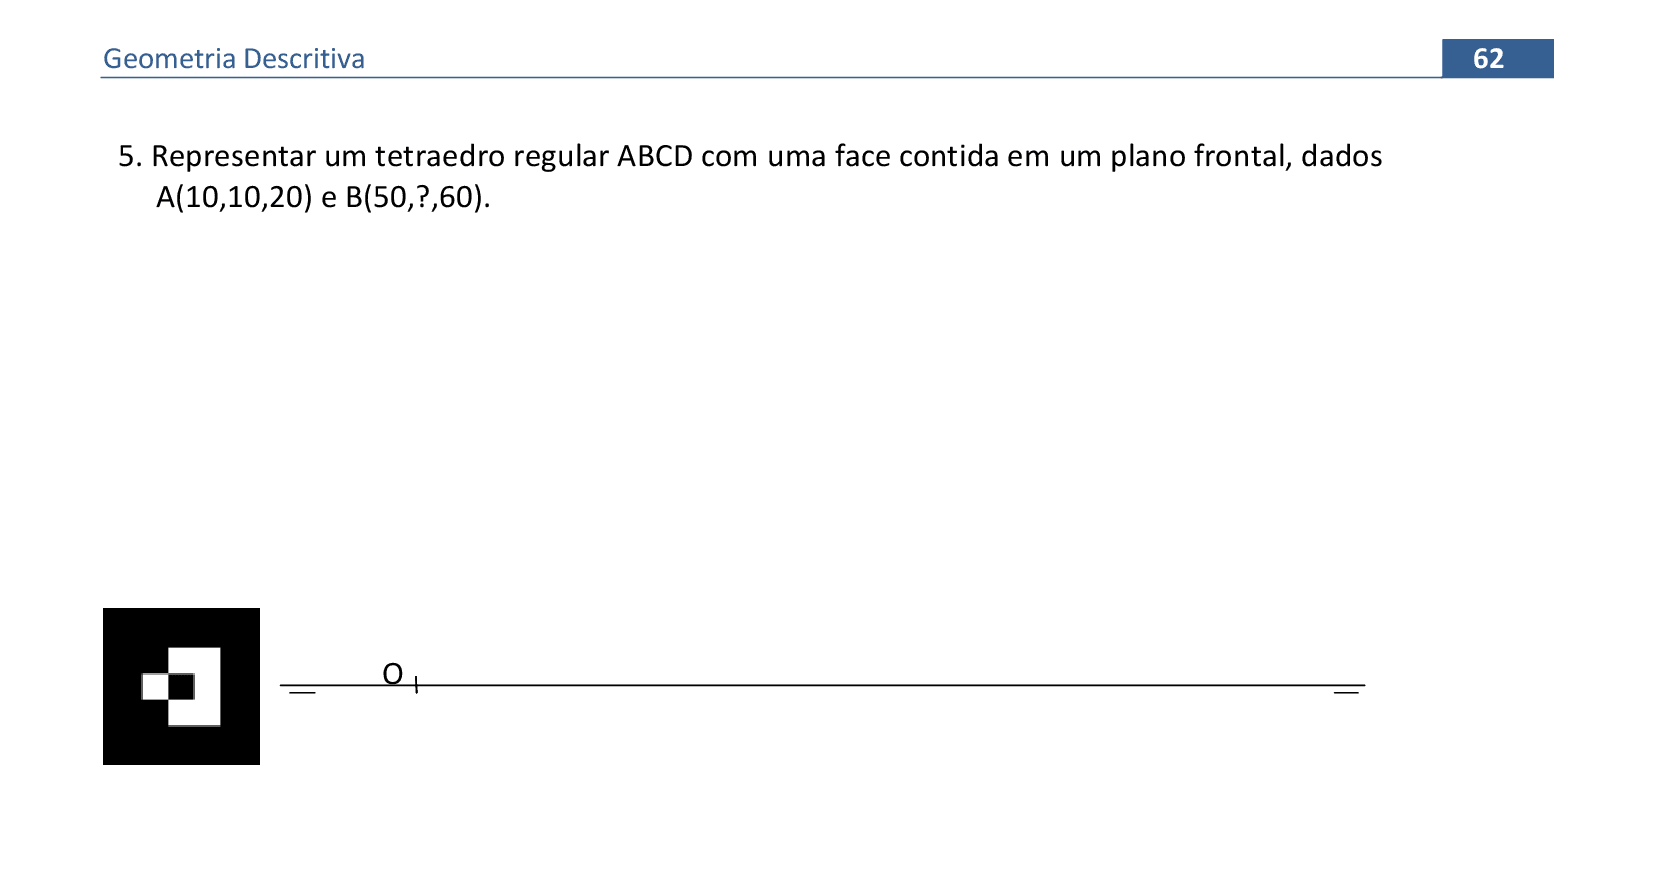 Geometria Descritiva 62
5. Representar um tetraedro regular ABCD com uma face contida em um plano frontal, dados
A(10,10,20) e B(50,?,60).
O